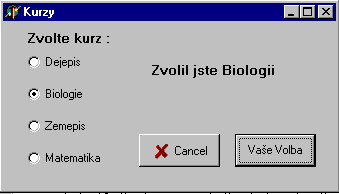 Kurzy
Zvolte kurz :
Dejepis
Zvolil jste Biologii
Biologie
Zemepis
Cancel
Vaše Volba
Matematika